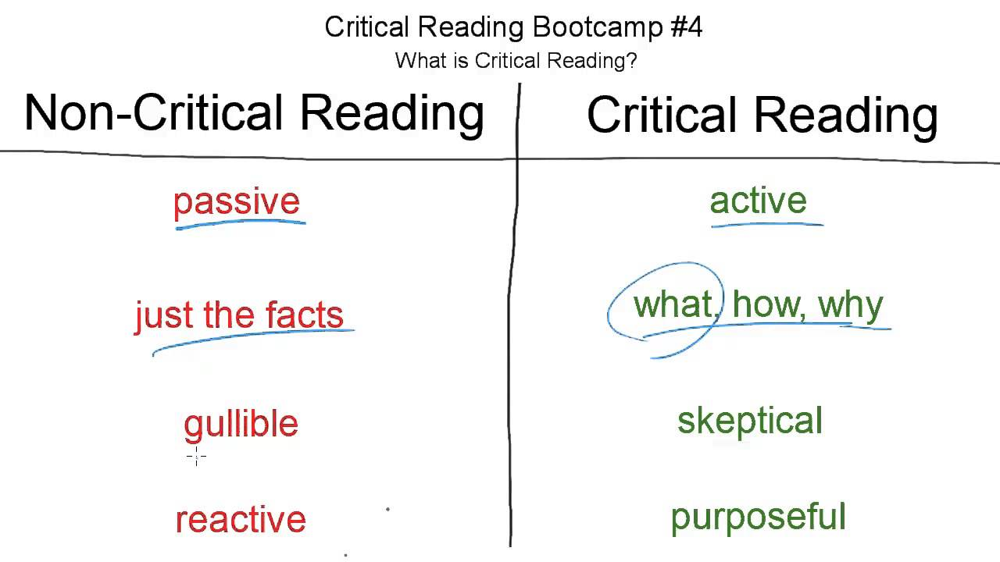 Critical Reading Bootcamp #4
What is Critical Reading?
Non-Critical Reading
Critical Reading
passive
active
just the facts
what, how, why
gullible
skeptical
reactive
purposeful